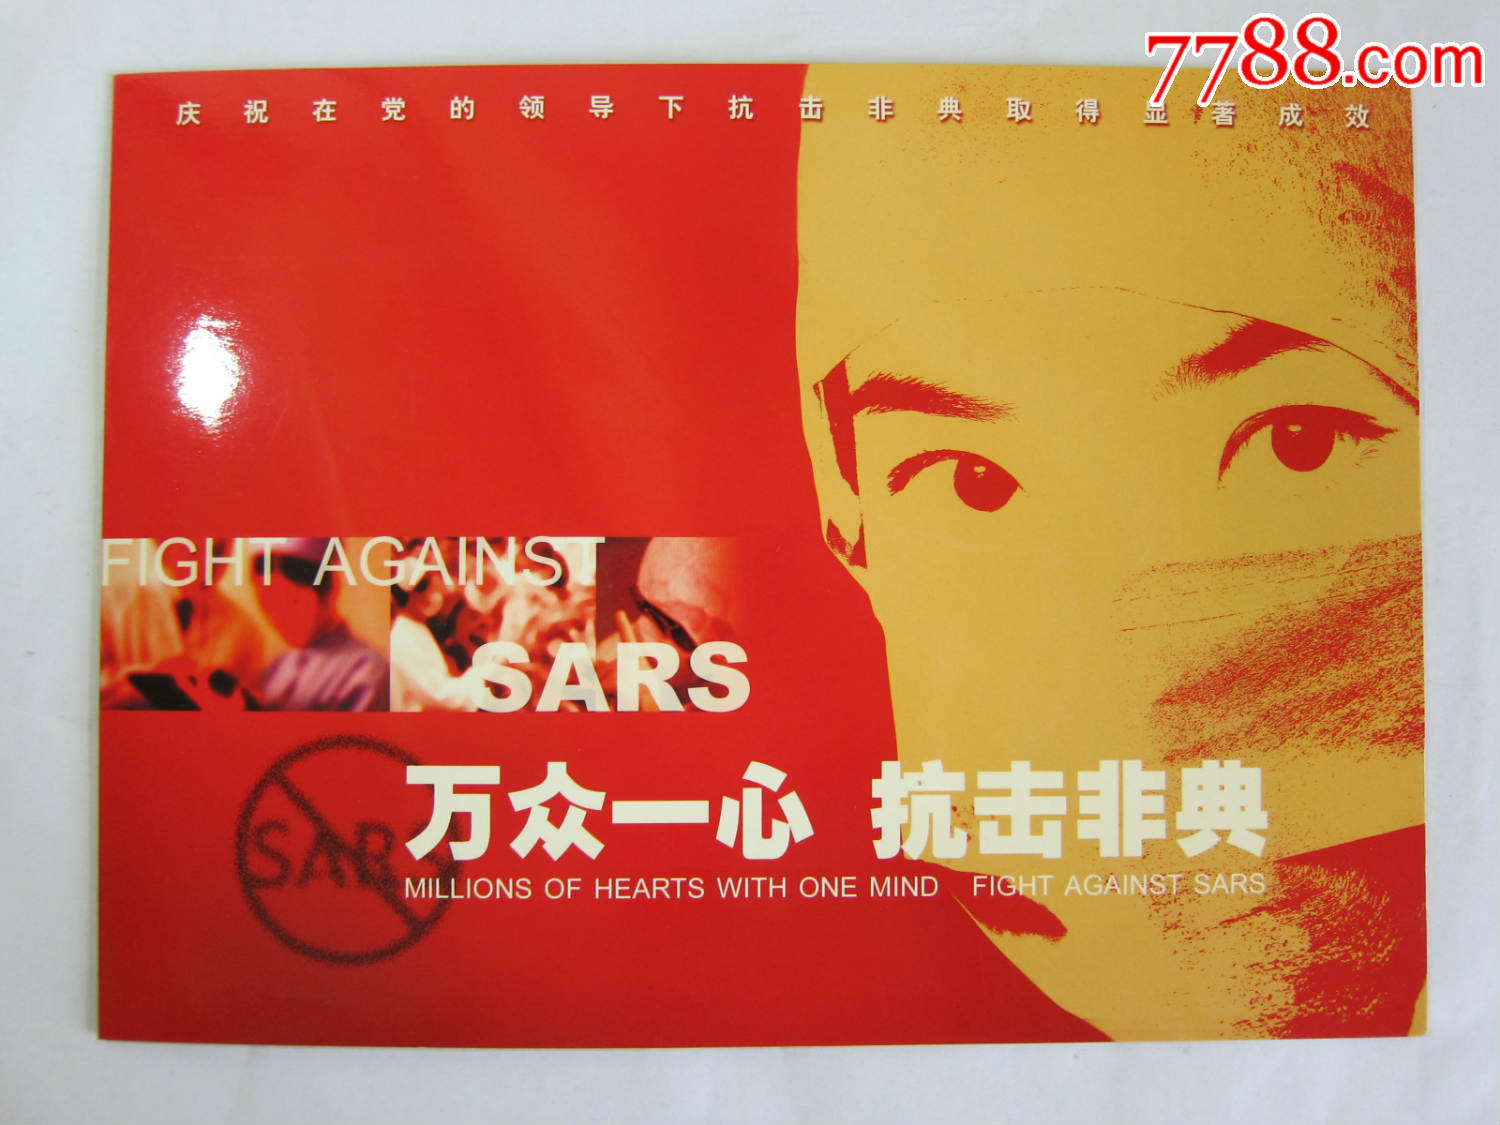 7788.com
庆祝在党的领导下抗击非典取得显著成效
FIGHT AGAINST
SARS
万众一心 抗击非典
SARS
MILLIONS OF HEARTS WITH ONE MIND FIGHT AGAINST SARS